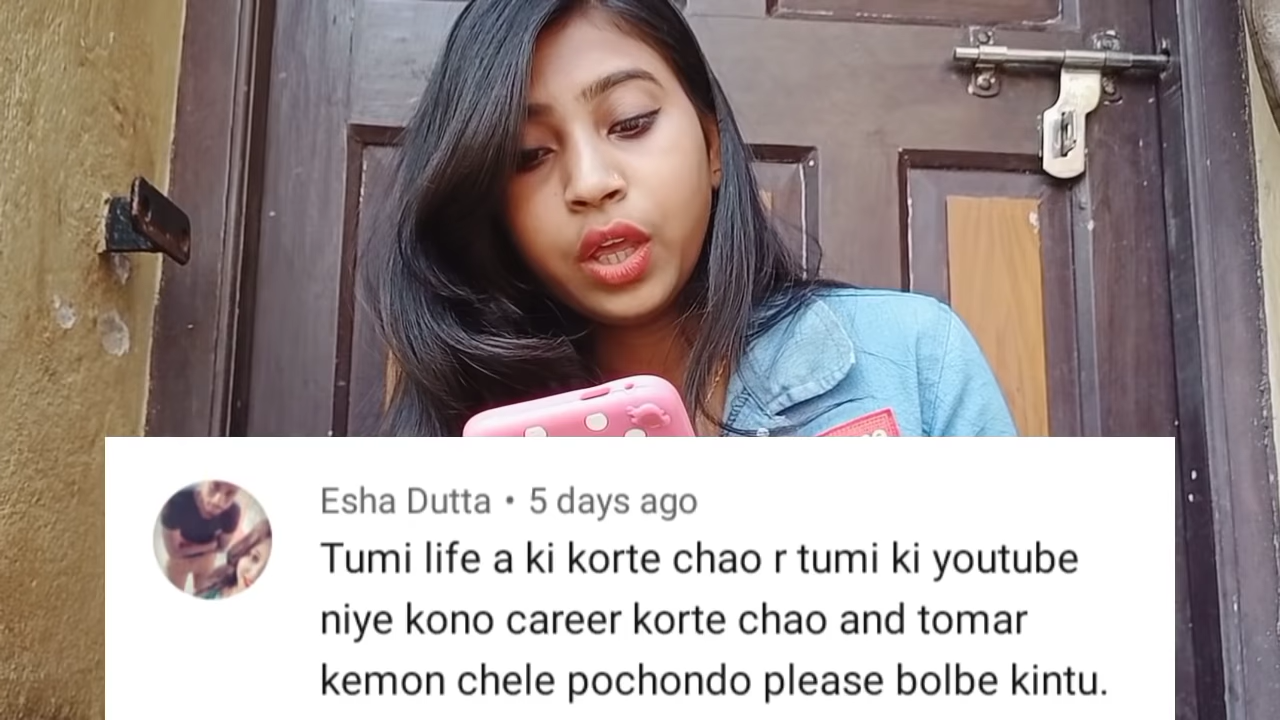 Esha Dutta • 5 days ago
Tumi life a ki korte chao r tumi ki youtube
niye kono career korte chao and tomar
kemon chele pochondo please bolbe kintu.